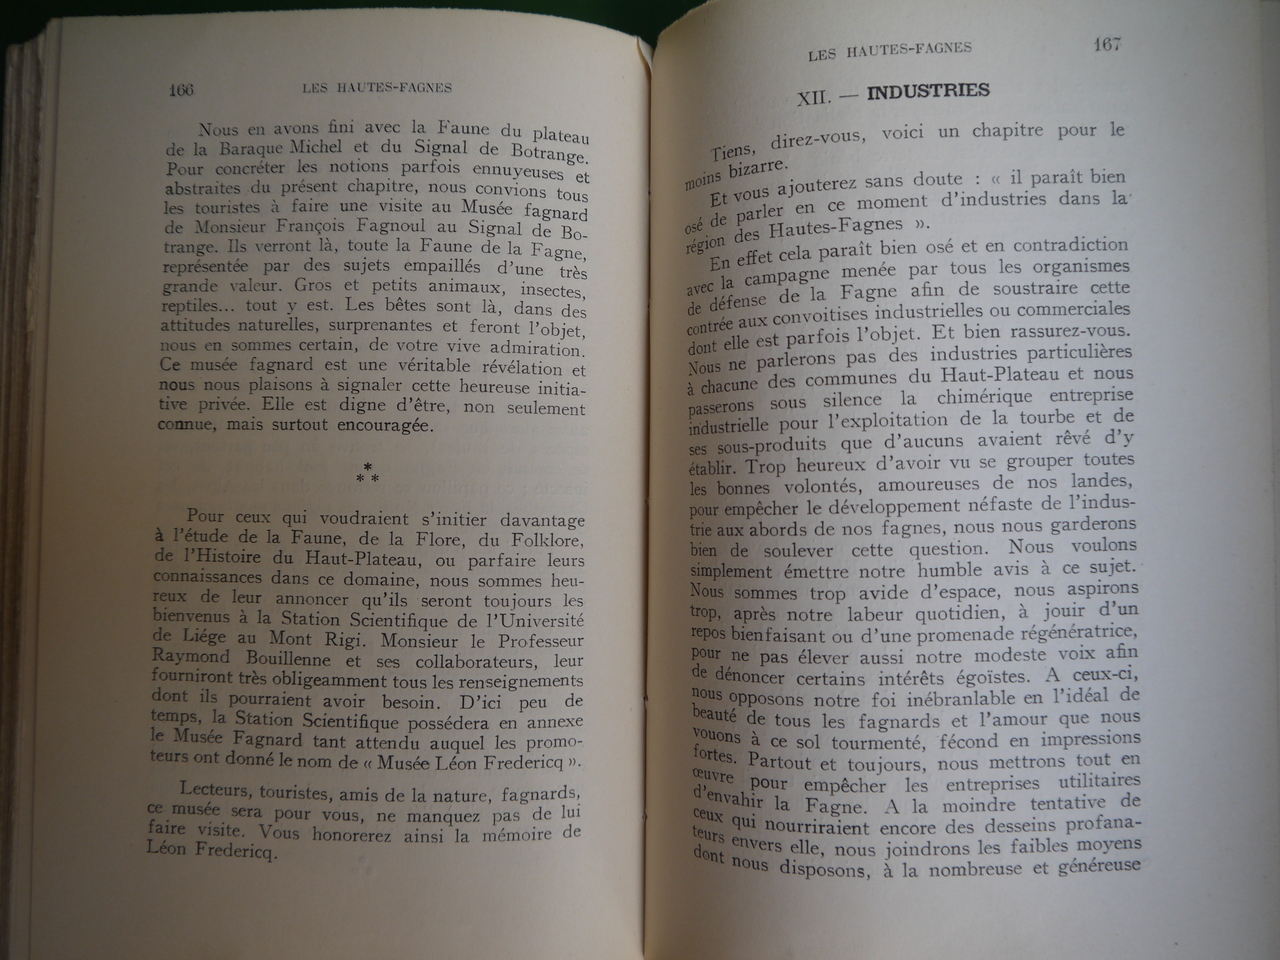 166
LES HAUTES-FAGNES
Nous en avons fini avec la Faune du plateau
de la Baraque Michel et du Signal de Botrange.
Pour concréter les notions parfois ennuyeuses et
abstraites du présent chapitre, nous convions tous
les touristes à faire une visite au Musée fagnard
de Monsieur François Fagnoul au Signal de Bo-
trange. Ils verront là, toute la Faune de la Fagne,
représentée par des sujets empaillés d'une très
grande valeur. Gros et petits animaux, insectes,
reptiles... tout y est. Les bêtes sont là, dans des
attitudes naturelles, surprenantes et feront l'objet,
nous en sommes certain, de votre vive admiration.
Ce musée fagnard est une véritable révélation et
nous nous plaisons à signaler cette heureuse initia-
tive privée. Elle est digne d'être, non seulement
connue, mais surtout encouragée.
*
* *
Pour ceux qui voudraient s'initier davantage
à l'étude de la Faune, de la Flore, du Folklore,
de l'Histoire du Haut-Plateau, ou parfaire leurs
connaissances dans ce domaine, nous sommes heu-
reux de leur annoncer qu'ils seront toujours les
bienvenus à la Station Scientifique de l'Université
de Liége au Mont Rigi. Monsieur le Professeur
Raymond Bouillenne et ses collaborateurs, leur
fourniront très obligeamment tous les renseignements
dont ils pourraient avoir besoin. D'ici peu de
temps, la Station Scientifique possédera en annexe
le Musée Fagnard tant attendu auquel les promo-
teurs ont donné le nom de « Musée Léon Fredericq ».
Lecteurs, touristes, amis de la nature, fagnards,
ce musée sera pour vous, ne manquez pas de lui
faire visite. Vous honorerez ainsi la mémoire de
Léon Fredericq.
LES HAUTES-FAGNES
167
XII. — INDUSTRIES
Tiens, direz-vous, voici un chapitre pour le
moins bizarre.
Et vous ajouterez sans doute : « il paraît bien
osé de parler en ce moment d'industries dans la
région des Hautes-Fagnes ».
En effet cela paraît bien osé et en contradiction
avec la campagne menée par tous les organismes
de défense de la Fagne afin de soustraire cette
contrée aux convoitises industrielles ou commerciales
dont elle est parfois l'objet. Et bien rassurez-vous.
Nous ne parlerons pas des industries particulières
à chacune des communes du Haut-Plateau et nous
passerons sous silence la chimérique entreprise
industrielle pour l'exploitation de la tourbe et de
ses sous-produits que d'aucuns avaient rêvé d'y
établir. Trop heureux d'avoir vu se grouper toutes
les bonnes volontés, amoureuses de nos landes,
pour empêcher le développement néfaste de l'indus-
trie aux abords de nos fagnes, nous nous garderons
bien de soulever cette question. Nous voulons
simplement émettre notre humble avis à ce sujet.
Nous sommes trop avide d'espace, nous aspirons
trop, après notre labeur quotidien, à jouir d'un
repos bienfaisant ou d'une promenade régénératrice,
pour ne pas élever aussi notre modeste voix afin
de dénoncer certains intérêts égoïstes. A ceux-ci,
nous opposons notre foi inébranlable en l'idéal de
beauté de tous les fagnards et l'amour que nous
vouons à ce sol tourmenté, fécond en impressions
fortes. Partout et toujours, nous mettrons tout en
œuvre pour empêcher les entreprises utilitaires
d'envahir la Fagne. A la moindre tentative de
ceux qui nourriraient encore des desseins profana-
teurs envers elle, nous joindrons les faibles moyens
dont nous disposons, à la nombreuse et généreuse